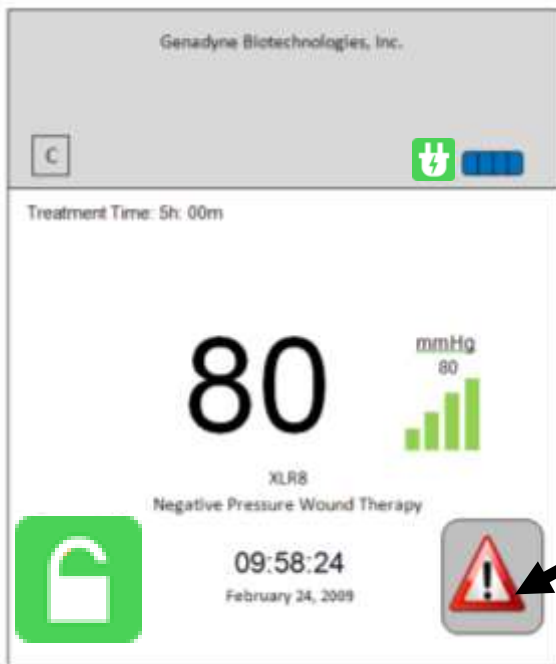 Genadyne Biotechnologies, Inc.
C
Treatment Time: 5h: 00m
80
mmHg
80
XLR8
Negative Pressure Wound Therapy
09:58:24
February 24, 2009
!